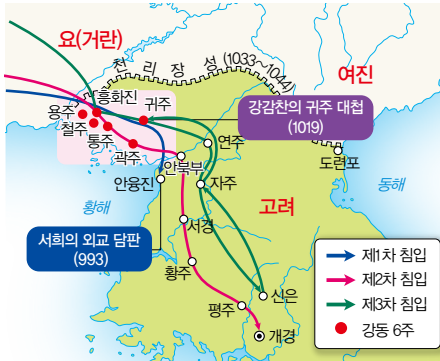 요(거란)
천 리 장 성 (1033~1044)
여진
흥화진
귀주
강감찬의 귀주 대첩
(1019)
용주
철주
통주
곽주
연주
안북부
도련포
안융진
자주
동해
황해
고려
서경
서희의 외교 담판
(993)
황주
신은
평주
개경
제1차 침입
제2차 침입
제3차 침입
강동 6주